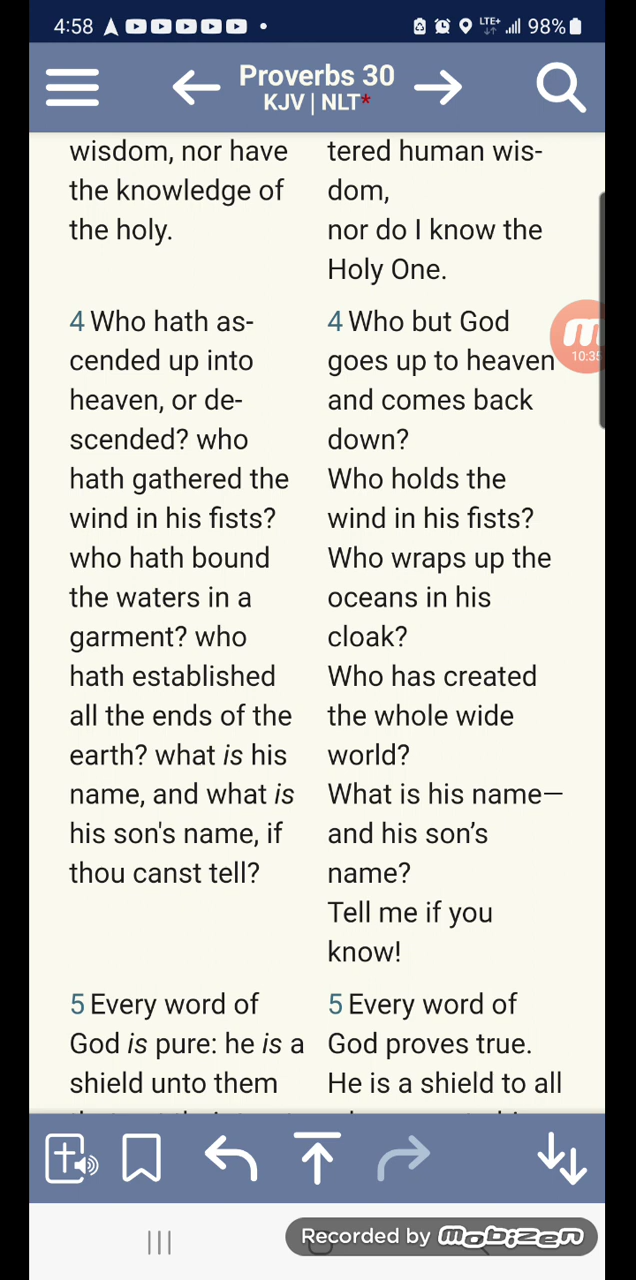 4:58
LTE+
98%
Proverbs 30
KJV | NLT*
wisdom, nor have
the knowledge of
the holy.
4 Who hath as-
cended up into
heaven, or de-
scended? who
hath gathered the
wind in his fists?
who hath bound
the waters in a
garment? who
hath established
all the ends of the
earth? what is his
name, and what is
his son's name, if
thou canst tell?
5 Every word of
God is pure: he is a
shield unto them
tered human wis-
dom,
nor do I know the
Holy One.
4 Who but God
goes up to heaven
and comes back
down?
Who holds the
wind in his fists?
Who wraps up the
oceans in his
cloak?
Who has created
the whole wide
world?
What is his name—
and his son’s
name?
Tell me if you
know!
5 Every word of
God proves true.
He is a shield to all
10:35
Recorded by Mobizen